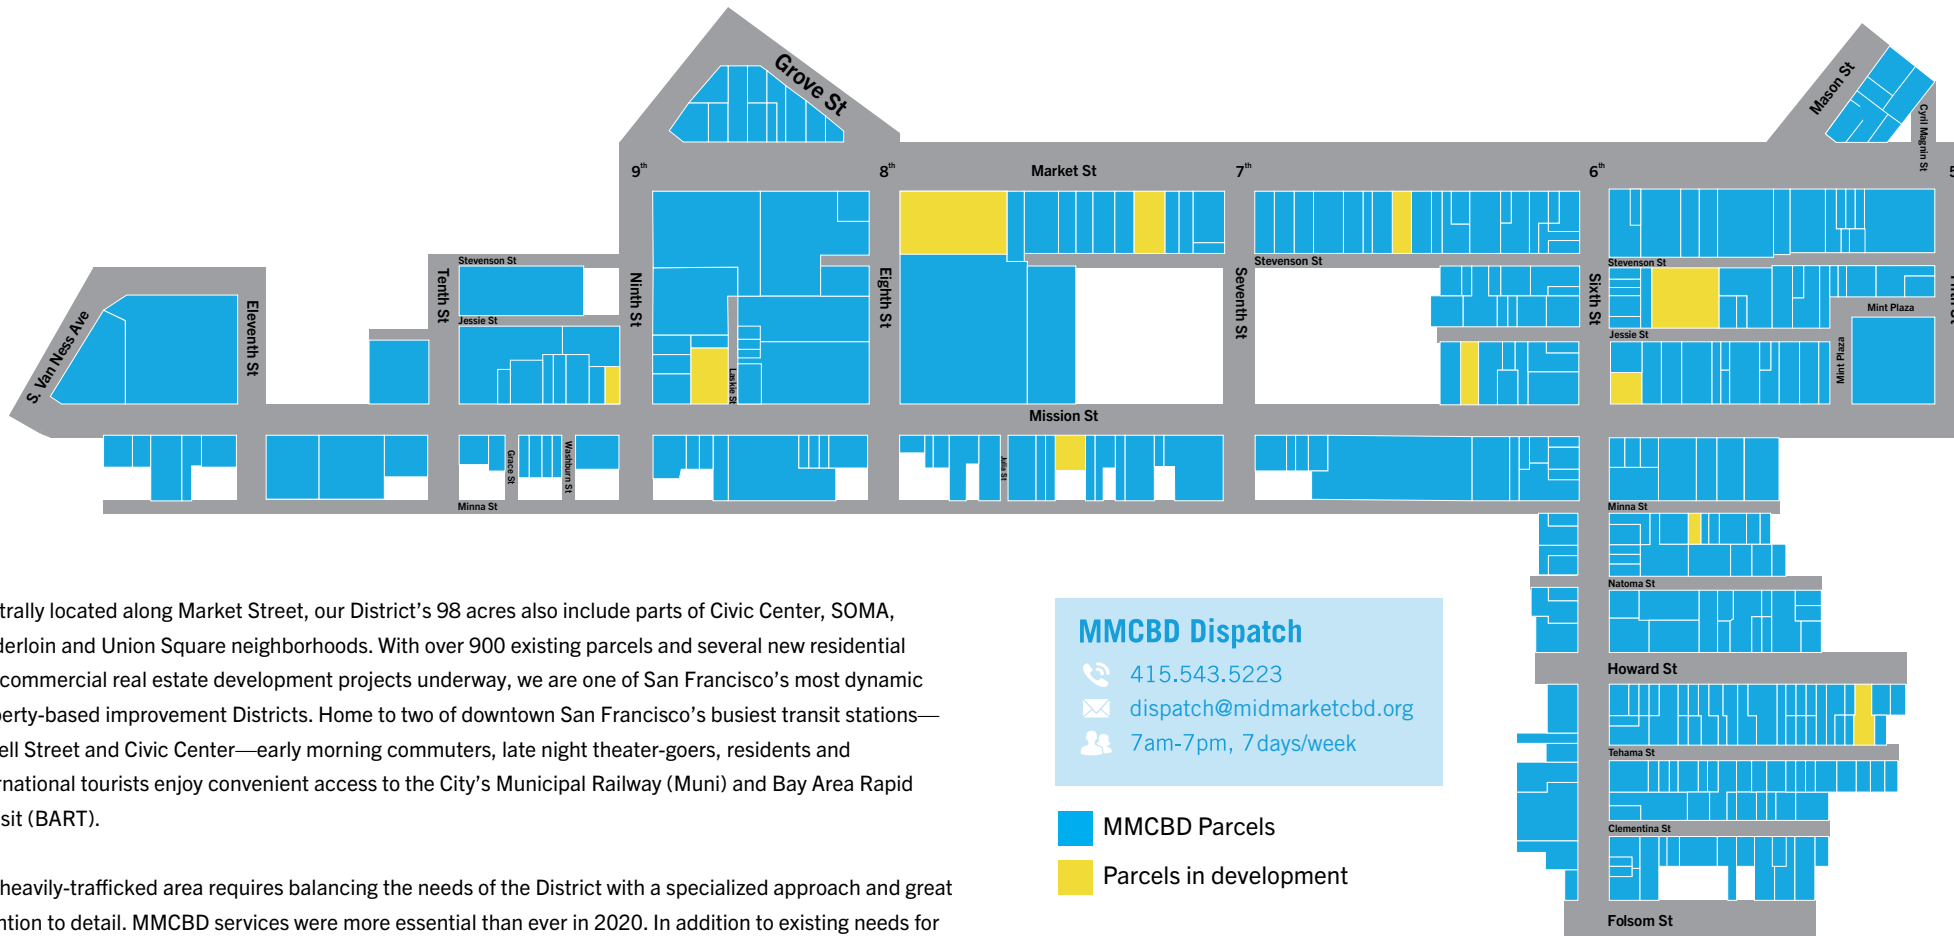 Grove St
Mason St
Cyril Magnin St
9th
8th
Market St
7th
6th
5
Stevenson St
Stevenson St
Stevenson St
Tenth St
Ninth St
Eighth St
Seventh St
Sixth St
Eleventh St
S. Van Ness Ave
Jessie St
Jessie St
Mint Plaza
Mint Plaza
Laskie St
Mission St
Grace St
Washburn St
Julia St
Minna St
Minna St
Natoma St
Howard St
Tehama St
Clementina St
Folsom St
trally located along Market Street, our District's 98 acres also include parts of Civic Center, SOMA,
derloin and Union Square neighborhoods. With over 900 existing parcels and several new residential
commercial real estate development projects underway, we are one of San Francisco's most dynamic
perty-based improvement Districts. Home to two of downtown San Francisco's busiest transit stations—
ell Street and Civic Center—early morning commuters, late night theater-goers, residents and
rnational tourists enjoy convenient access to the City's Municipal Railway (Muni) and Bay Area Rapid
sit (BART).
heavily-trafficked area requires balancing the needs of the District with a specialized approach and great
ntion to detail. MMCBD services were more essential than ever in 2020. In addition to existing needs for
MMCBD Dispatch
415.543.5223
dispatch@midmarketcbd.org
7am-7pm, 7days/week
MMCBD Parcels
Parcels in development